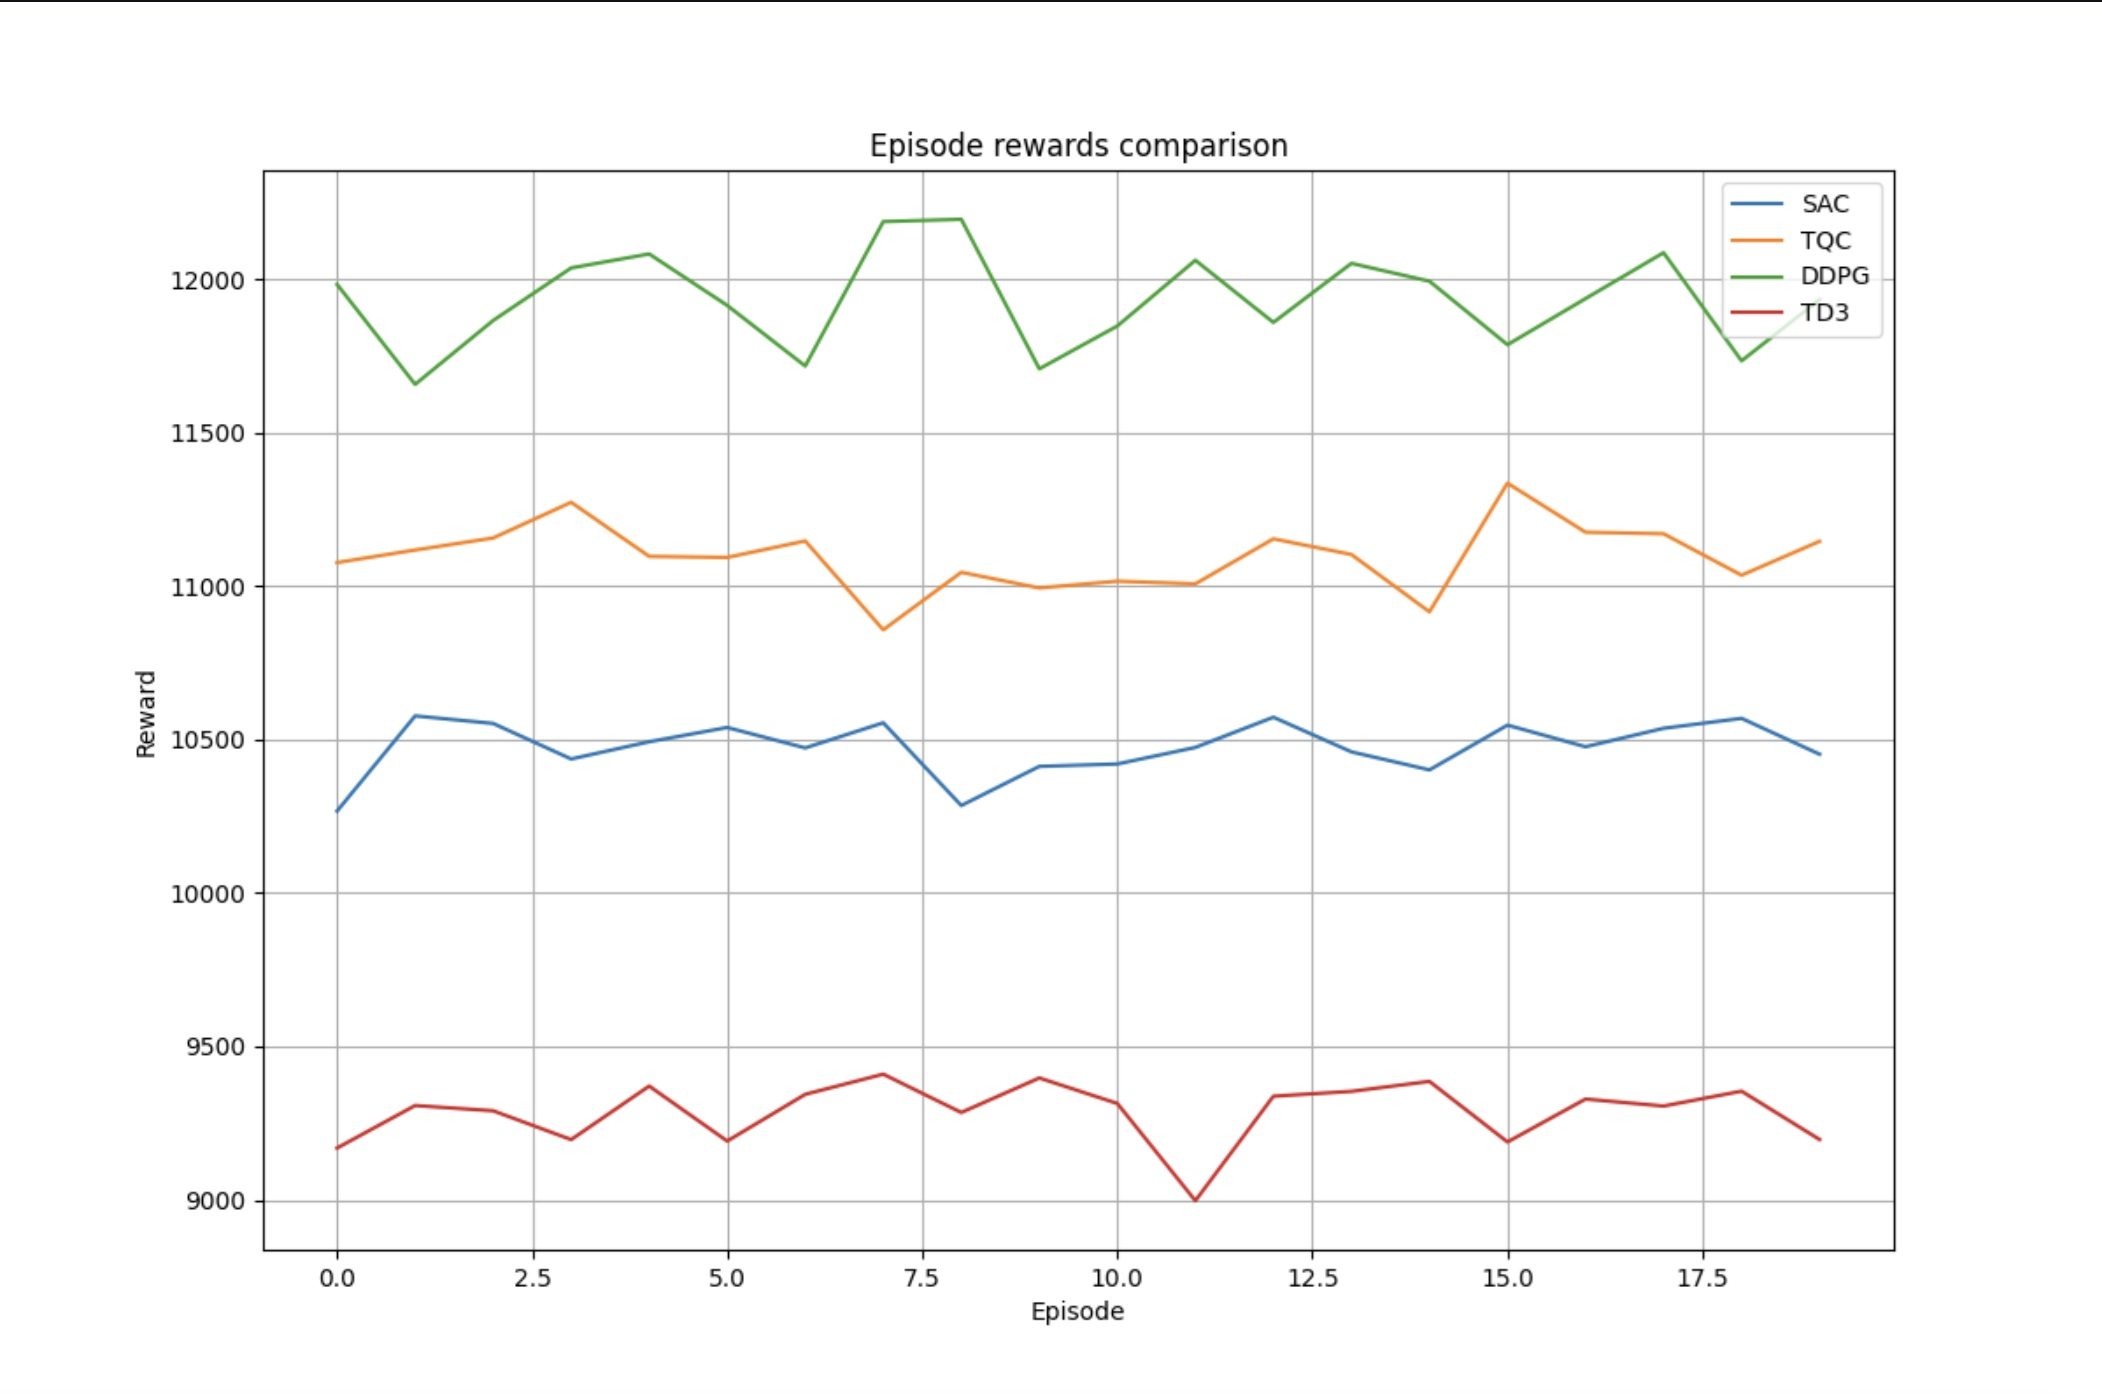 Episode rewards comparison
SAC
TQC
DDPG
TD3
12000
11500
11000
10500
10000
9500
9000
Reward
0.0 2.5 5.0 7.5 10.0 12.5 15.0 17.5
Episode